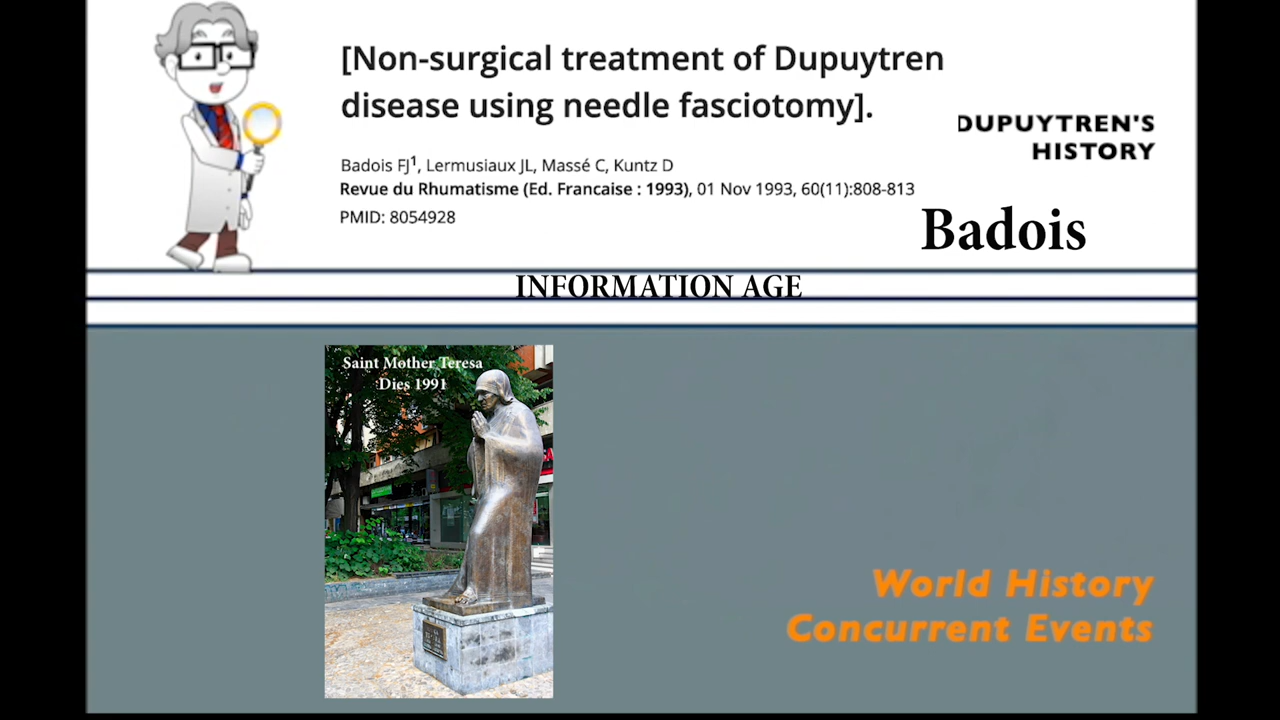 [Non-surgical treatment of Dupuytren
disease using needle fasciotomy].
Badois FJ1, Lermusiaux JL, Massé C, Kuntz D
Revue du Rhumatisme (Ed. Francaise : 1993), 01 Nov 1993, 60(11):808-813
PMID: 8054928
DUPUYTREN'S
HISTORY
Badois
INFORMATION AGE
Saint Mother Teresa
Dies 1991
World History
Concurrent Events